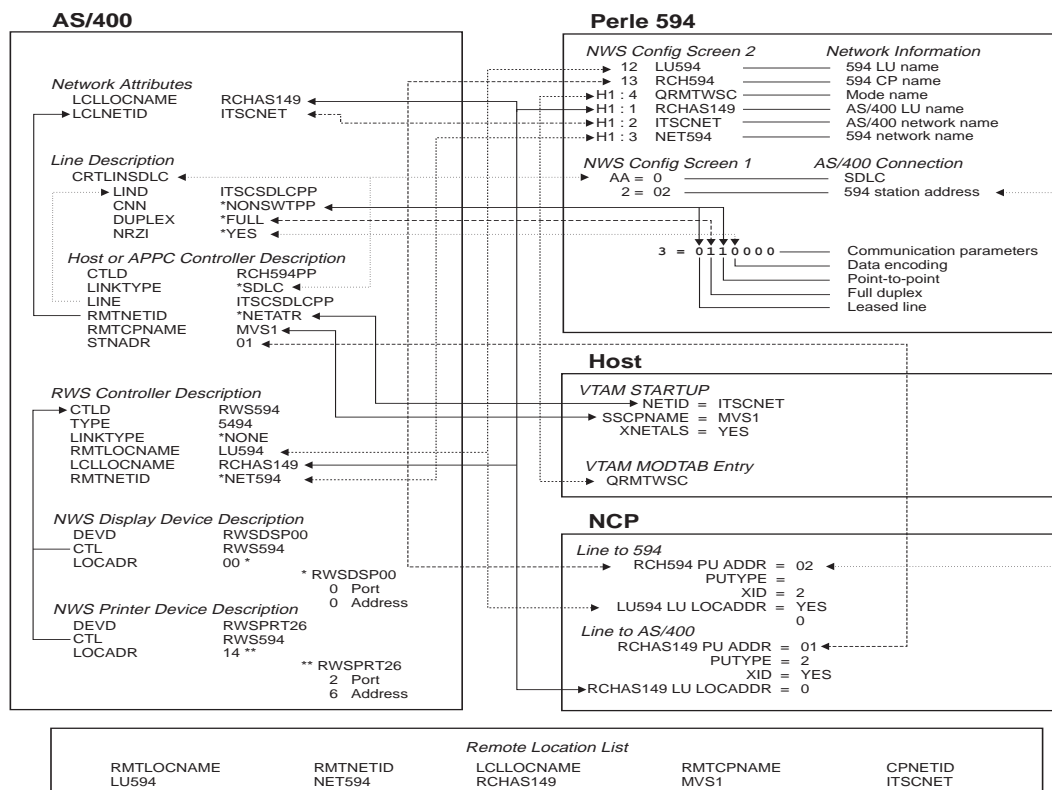 AS/400
Network Attributes
LCLLOCNAME RCHAS149
LCLNETID ITSCNET
Line Description
CRTLINSDLC
LIND ITSCSDLCPP
CNN *NONSWTPP
DUPLEX *FULL
NRZI *YES
Host or APPC Controller Description
CTLD RCH594PP
LINKTYPE *SDLC
LINE ITSCSDLCPP
RMTNETID *NETATR
RMTCPNAME MVS1
STNADR 01
RWS Controller Description
CTLD RWS594
TYPE 5494
LINKTYPE *NONE
RMTLOCNAME LU594
LCLLOCNAME RCHAS149
RMTNETID *NET594
NWS Display Device Description
DEVD RWSDSP00
CTL RWS594
LOCADR 00 *
* RWSDSP00
0 Port
0 Address
NWS Printer Device Description
DEVD RWSPRT26
CTL RWS594
LOCADR 14 **
** RWSPRT26
2 Port
6 Address
Perle 594
NWS Config Screen 2 Network Information
12 LU594 594 LU name
13 RCH594 594 CP name
H1 : 4 QRMTWSC Mode name
H1 : 1 RCHAS149 AS/400 LU name
H1 : 2 ITSCNET AS/400 network name
H1 : 3 NET594 594 network name
NWS Config Screen 1 AS/400 Connection
AA = 0 SDLC
2 = 02 594 station address
3 = 0110000 Communication parameters
Data encoding
Point-to-point
Full duplex
Leased line
Host
VTAM STARTUP
NETID = ITSCNET
SSCPNAME = MVS1
XNETALS = YES
VTAM MODTAB Entry
QRMTWSC
NCP
Line to 594
RCH594 PU ADDR = 02
PUTYPE =
XID = 2
LU594 LU LOCADDR = YES
0
Line to AS/400
RCHAS149 PU ADDR = 01
PUTYPE = 2
XID = YES
RCHAS149 LU LOCADDR = 0
Remote Location List
RMTLOCNAME RMTNETID LCLLOCNAME RMTCPNAME CPNETID
LU594 NET594 RCHAS149 MVS1 ITSCNET